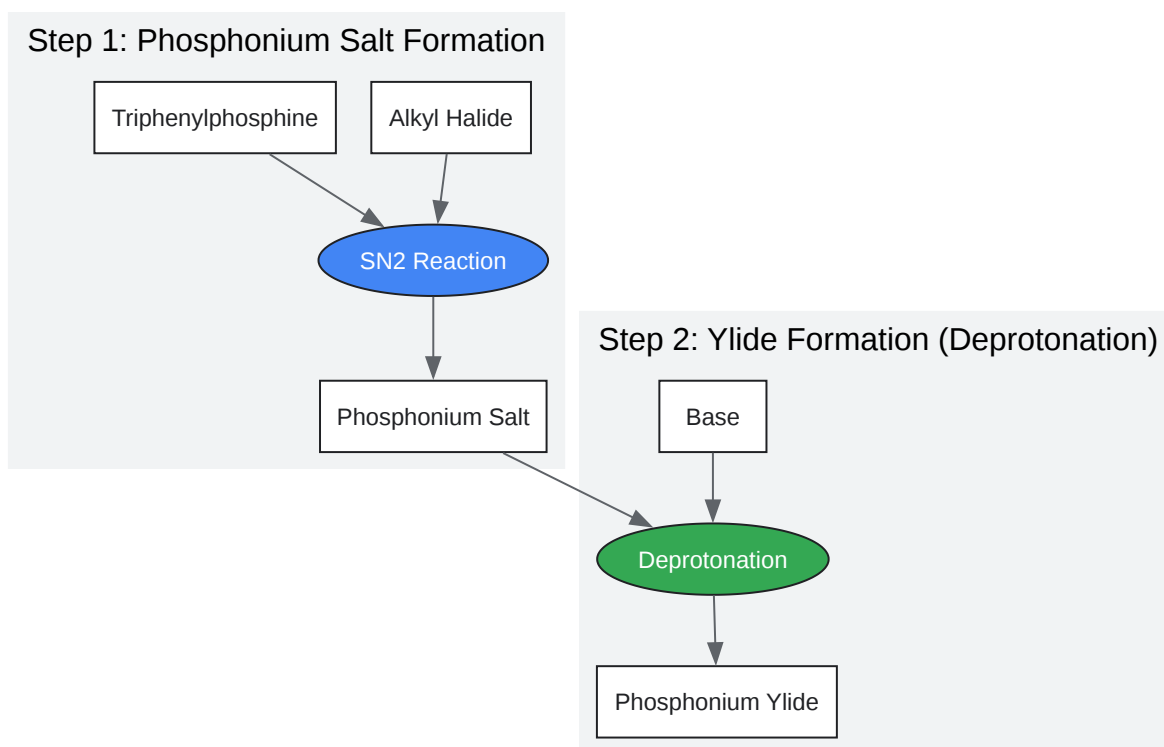 Step 1: Phosphonium Salt Formation
Triphenylphosphine
Alkyl Halide
SN2 Reaction
Phosphonium Salt
Step 2: Ylide Formation (Deprotonation)
Base
Deprotonation
Phosphonium Ylide